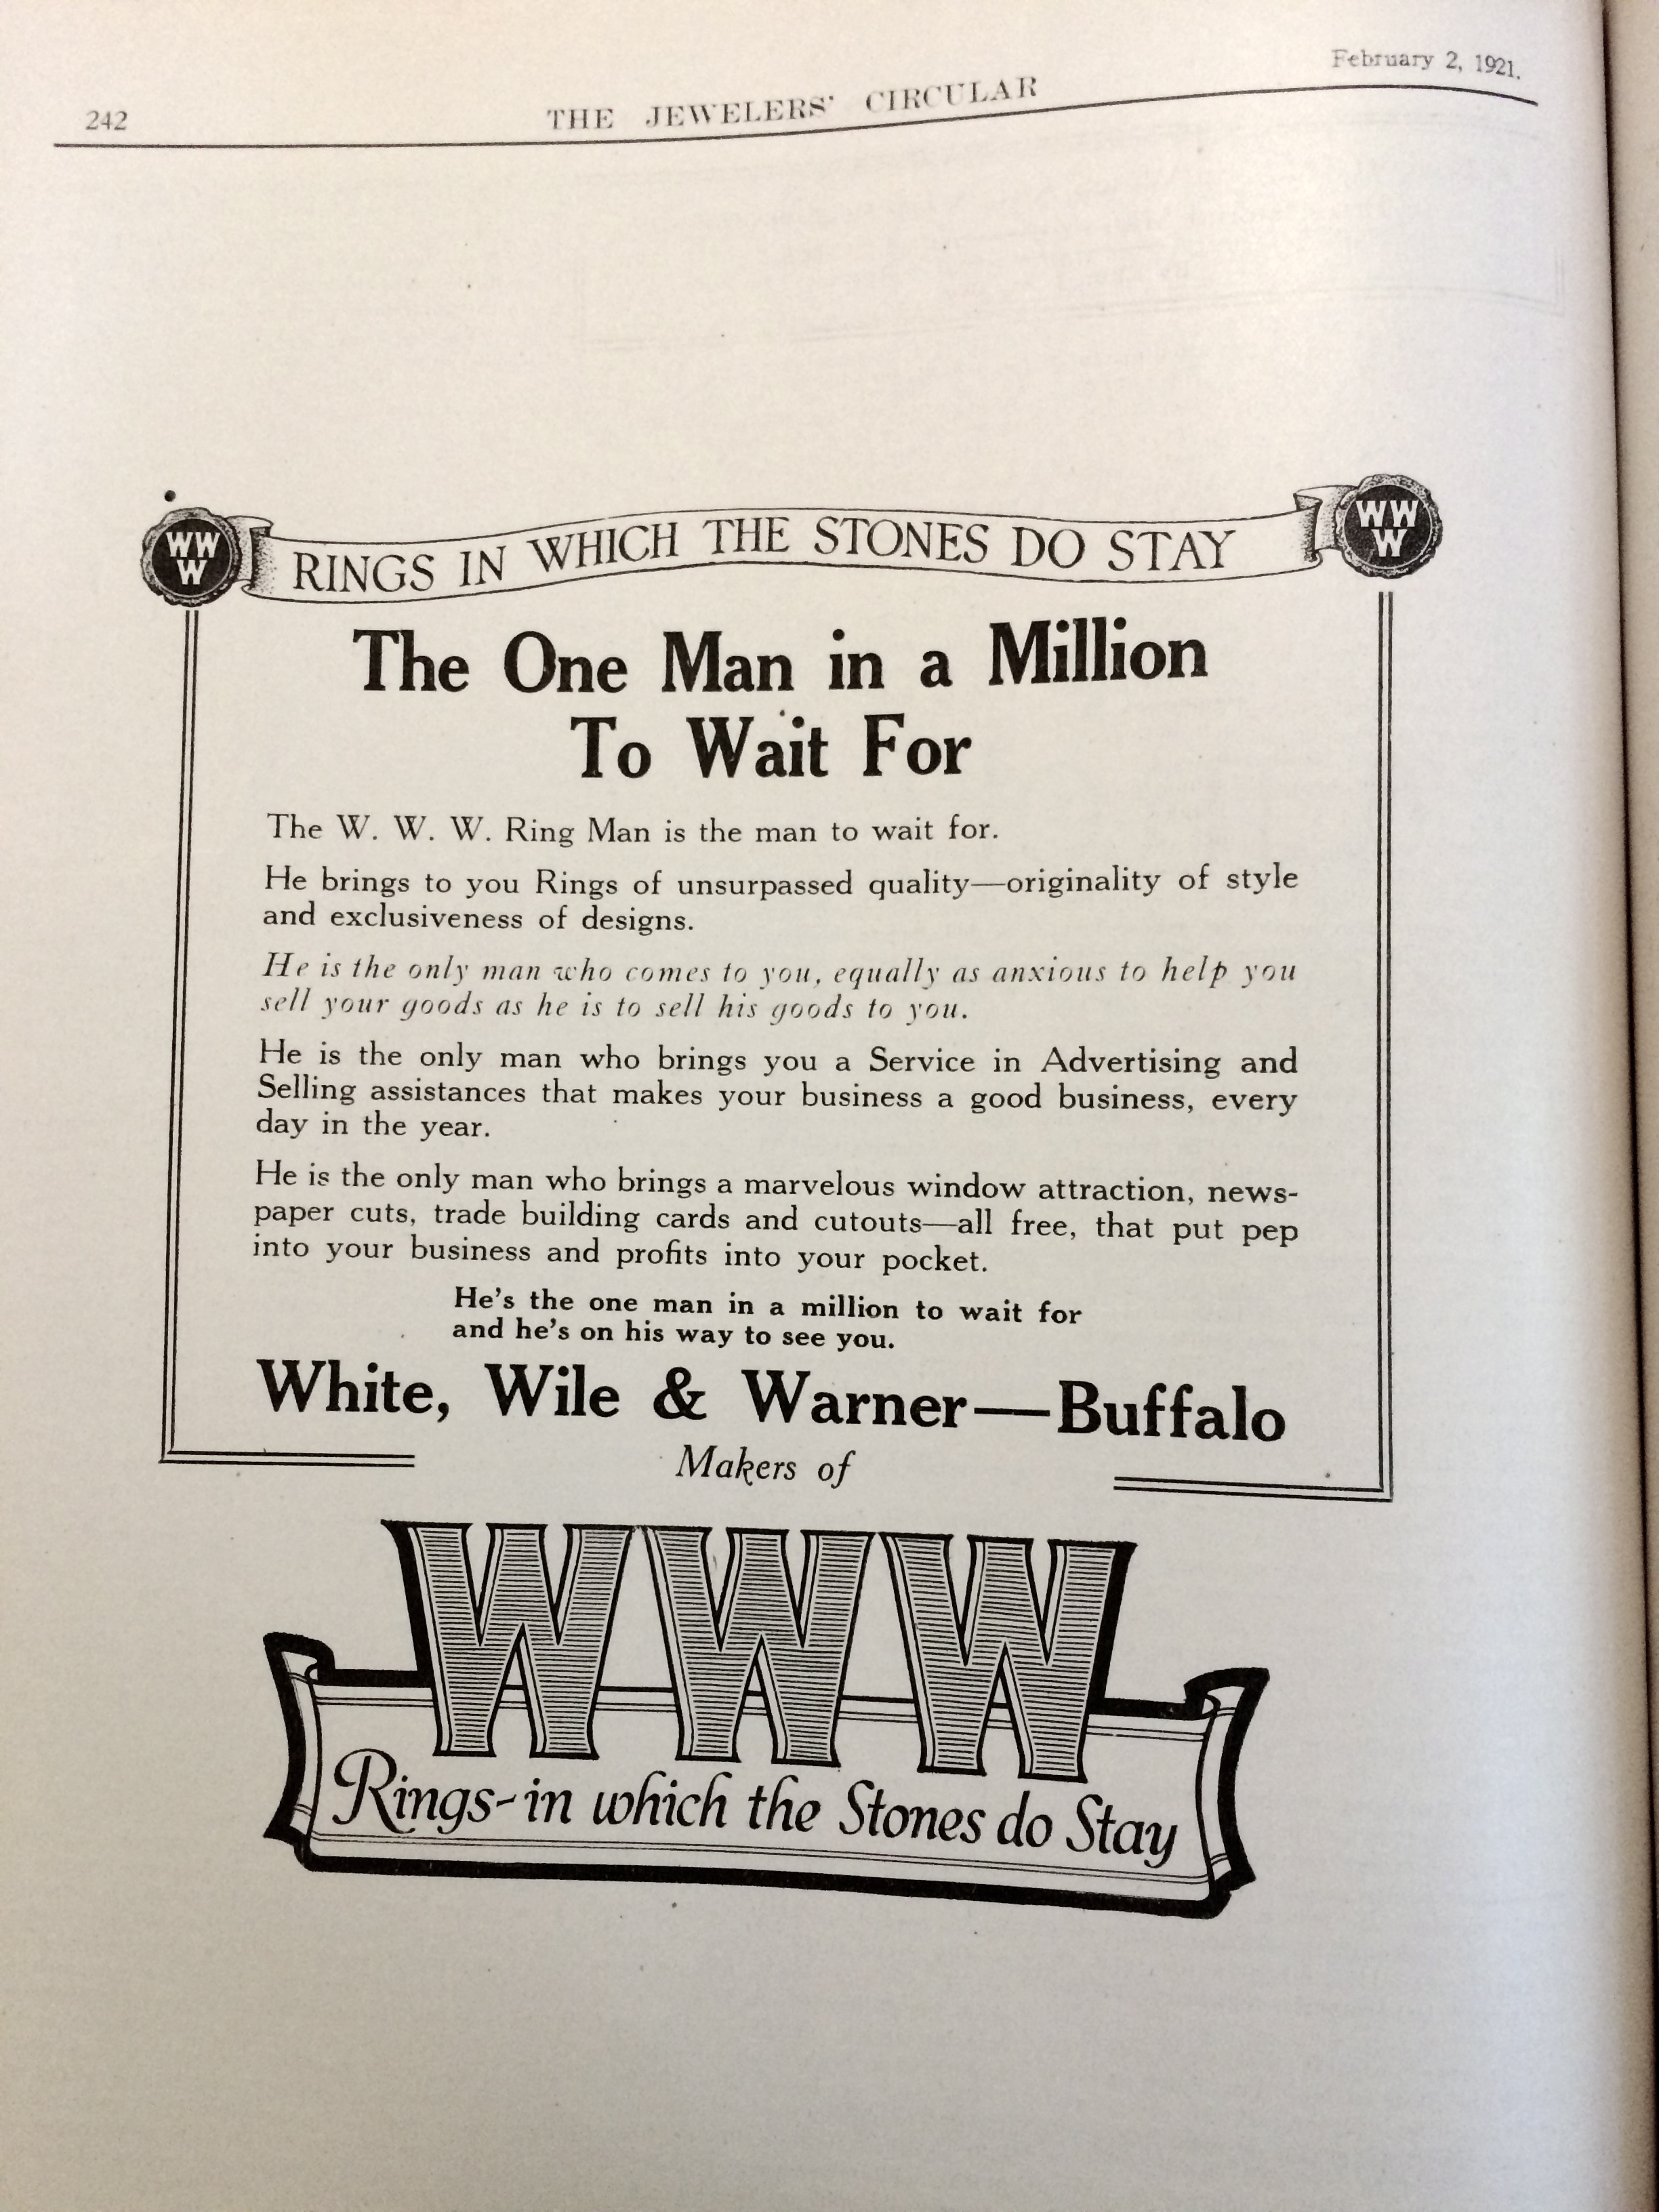 242
THE JEWELERS' CIRCULAR
February 2, 1921.
WW
W
RINGS IN WHICH THE STONES DO STAY
WW
W
The One Man in a Million
To Wait For
The W. W. W. Ring Man is the man to wait for.
He brings to you Rings of unsurpassed quality—originality of style
and exclusiveness of designs.
He is the only man who comes to you, equally as anxious to help you
sell your goods as he is to sell his goods to you.
He is the only man who brings you a Service in Advertising and
Selling assistances that makes your business a good business, every
day in the year.
He is the only man who brings a marvelous window attraction, news-
paper cuts, trade building cards and cutouts—all free, that put pep
into your business and profits into your pocket.
He's the one man in a million to wait for
and he's on his way to see you.
White, Wile & Warner—Buffalo
Makers of
WWW
Rings-in which the Stones do Stay